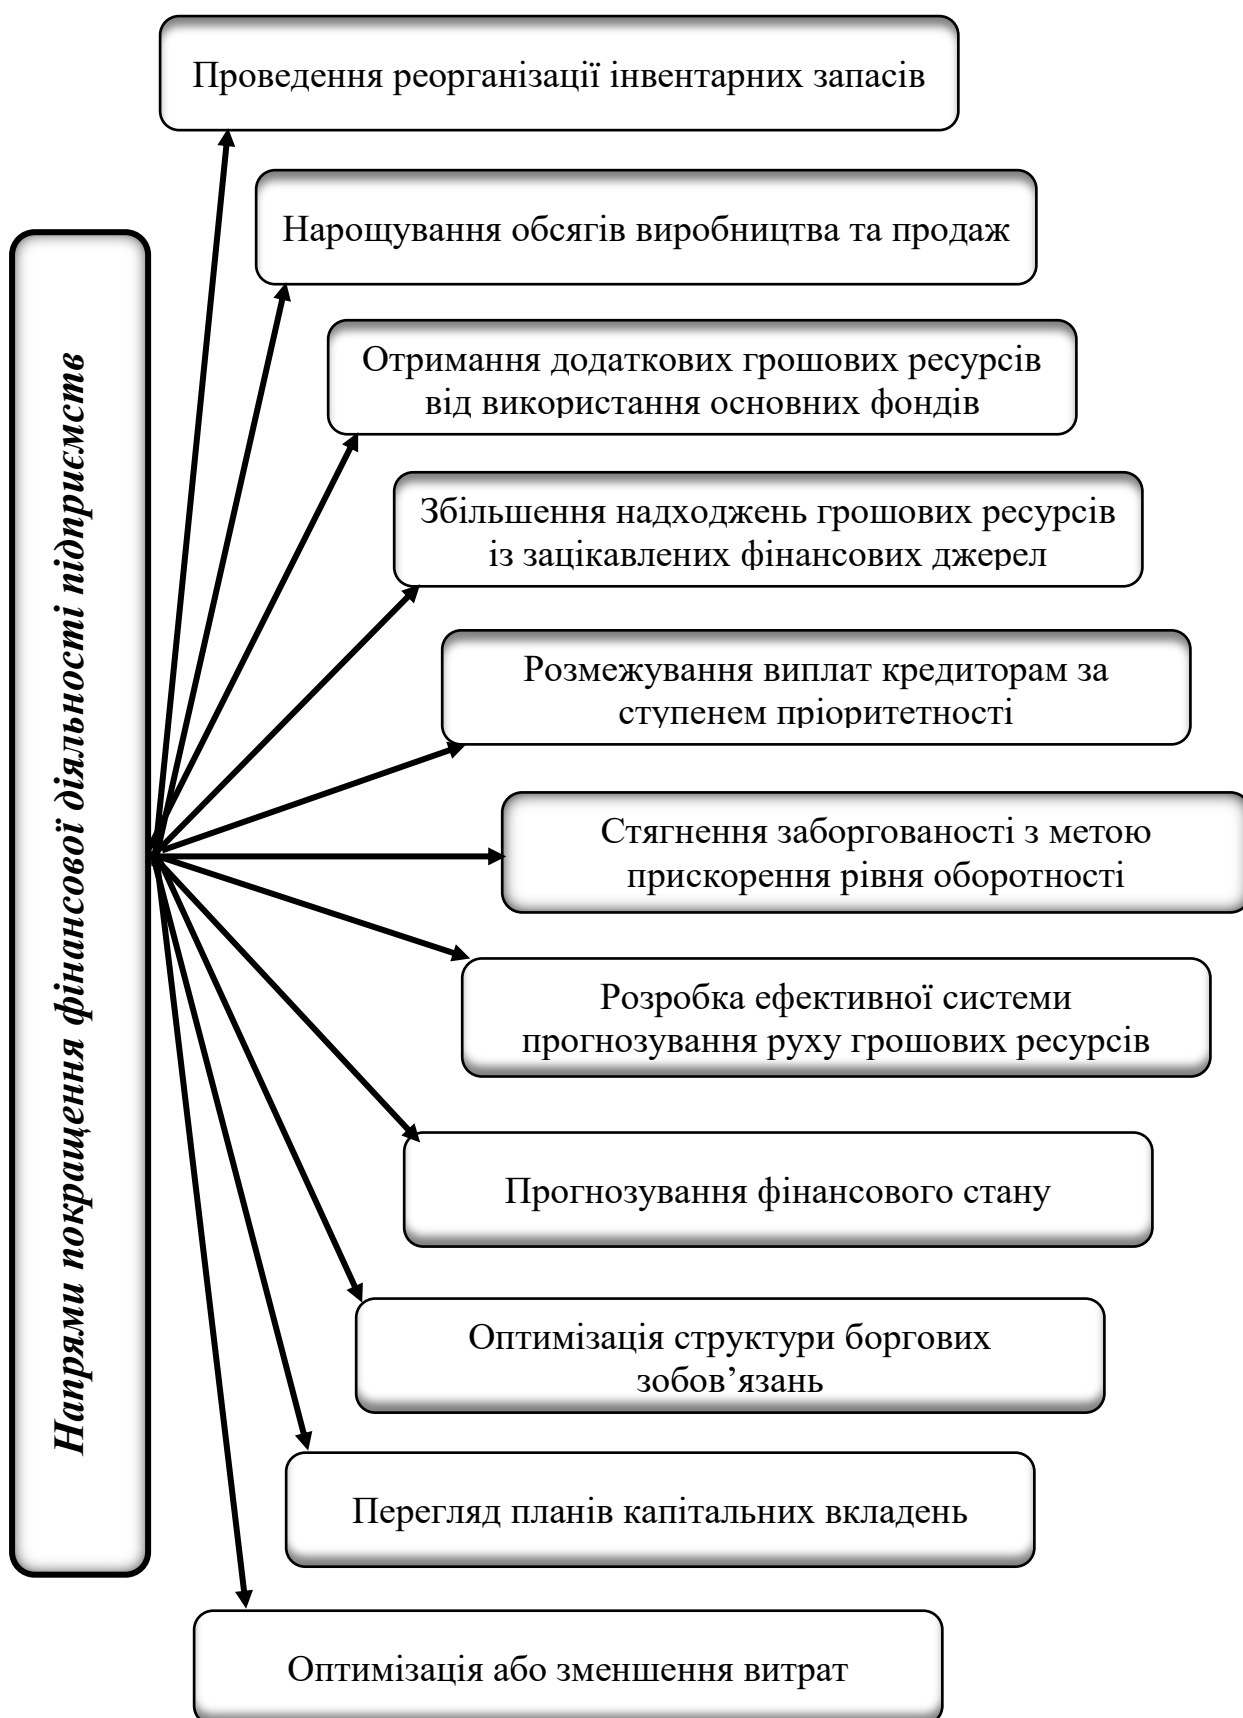 Проведення реорганізації інвентарних запасів
Нарощування обсягів виробництва та продаж
Отримання додаткових грошових ресурсів
від використання основних фондів
Збільшення надходжень грошових ресурсів
із зацікавлених фінансових джерел
Розмежування виплат кредиторам за
ступенем пріоритетності
Стягнення заборгованості з метою
прискорення рівня оборотності
Розробка ефективної системи
прогнозування руху грошових ресурсів
Прогнозування фінансового стану
Оптимізація структури боргових
зобов’язань
Перегляд планів капітальних вкладень
Оптимізація або зменшення витрат
Напрями покращення фінансової діяльності підприємств